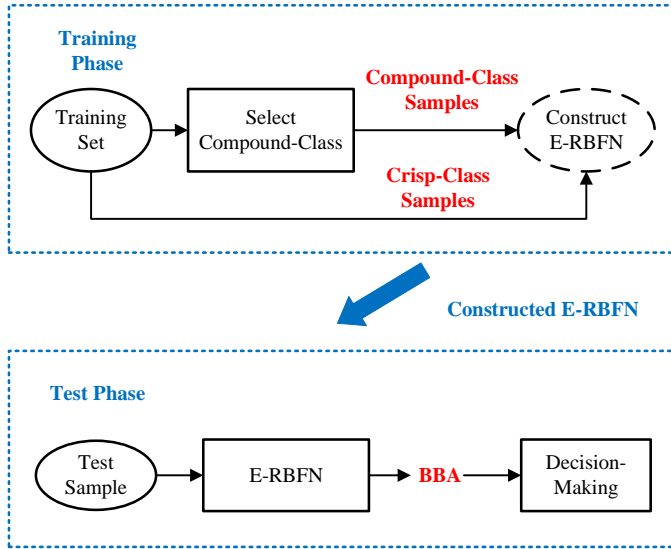 Training
Phase
Training
Set
Select
Compound-Class
Compound-Class
Samples
Crisp-Class
Samples
Construct
E-RBFN
Constructed E-RBFN
Test Phase
Test
Sample
E-RBFN
BBA
Decision-
Making